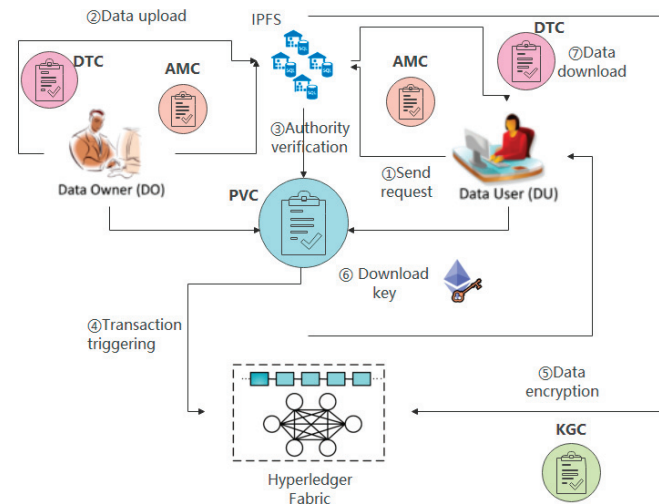 ②Data upload
IPFS
DTC
DTC
AMC
AMC
⑦Data
download
③Authority
verification
①Send
request
Data Owner (DO)
Data User (DU)
PVC
⑥ Download
key
④Transaction
triggering
⑤Data
encryption
KGC
Hyperledger
Fabric